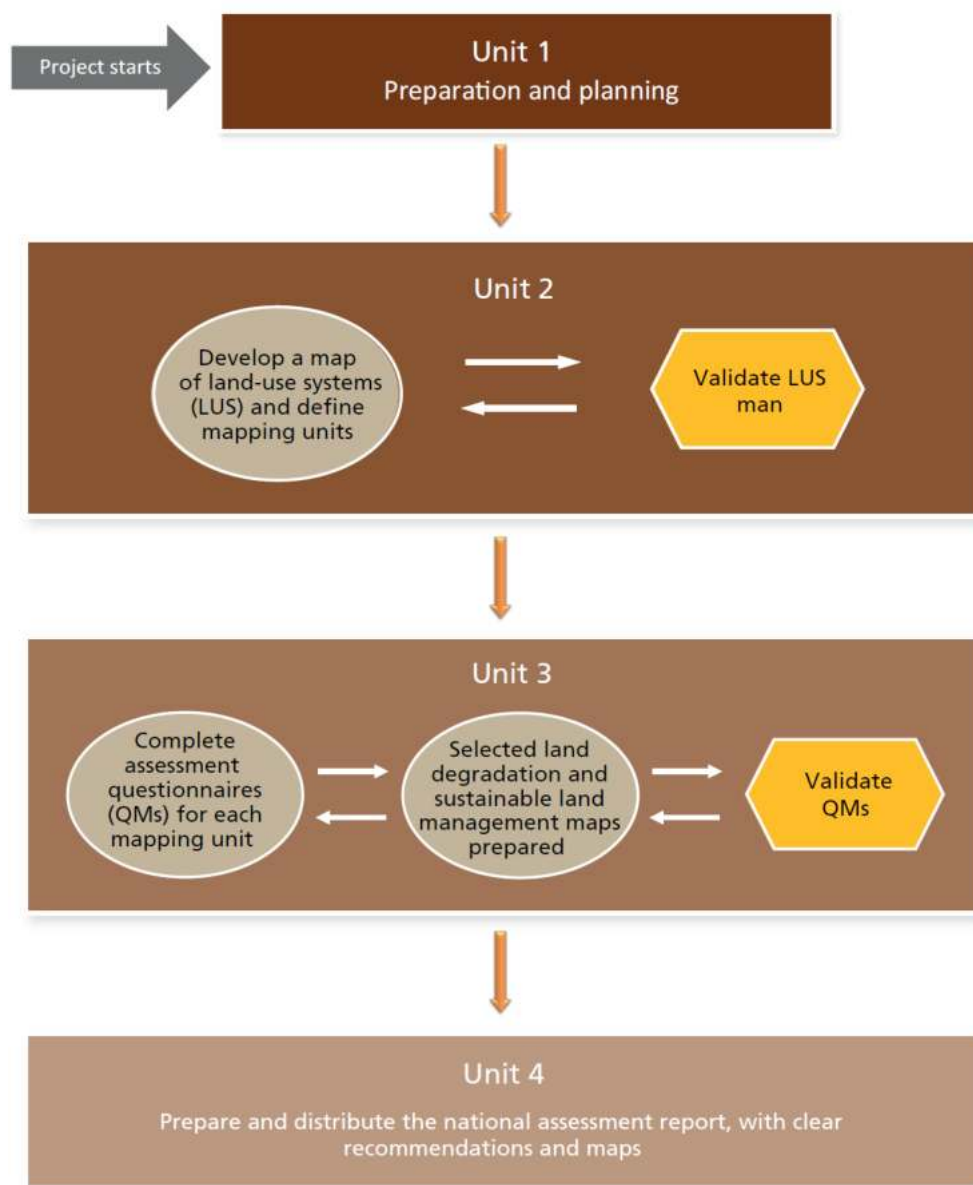 Project starts
Unit 1
Preparation and planning
Unit 2
Develop a map
of land-use systems
(LUS) and define
mapping units
Validate LUS
man
Unit 3
Complete
assessment
questionnaires
(QMs) for each
mapping unit
Selected land
degradation and
sustainable land
management maps
prepared
Validate
QMs
Unit 4
Prepare and distribute the national assessment report, with clear
recommendations and maps